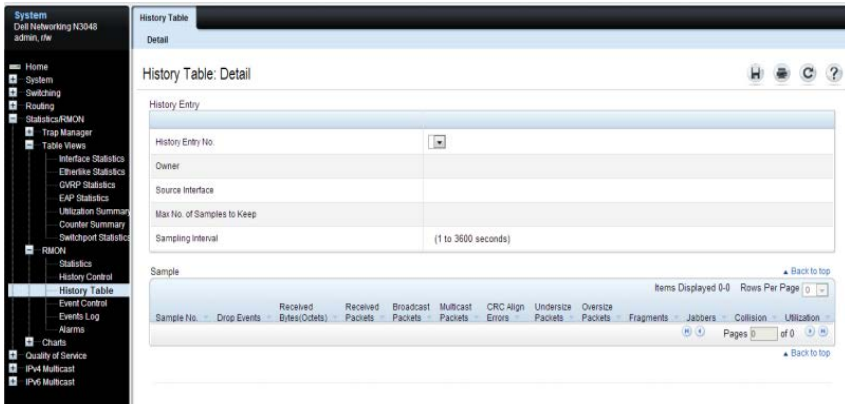 System
Dell Networking N3048
admin, r/w
Home
System
Switching
Routing
Statistics/RMON
Trap Manager
Table Views
Interface Statistics
Etherlike Statistics
GVRP Statistics
EAP Statistics
Utilization Summary
Counter Summary
Switchport Statistics
RMON
Statistics
History Control
History Table
Event Control
Events Log
Alarms
Charts
Quality of Service
IPv4 Multicast
IPv6 Multicast
History Table
Detail
History Table: Detail
History Entry
History Entry No.
Owner
Source Interface
Max No. of Samples to Keep
Sampling Interval (1 to 3600 seconds)
Back to top
Sample
Items Displayed 0-0 Rows Per Page 0
Sample No. Drop Events Received Bytes(Octets) Received Packets Broadcast Packets Multicast Packets CRC Align Errors Undersize Packets Oversize Packets Fragments Jabbers Collision Utilization
Pages 0 of 0
Back to top